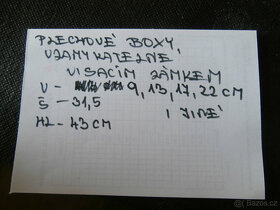 PLECHOVÉ BOXY,
UZAMYKATELNÉ
VISACÍM ZÁMKEM
V - 9, 13, 17, 22 CM
Š - 31,5 I JINÉ
HL - 43 CM
Bazos.cz